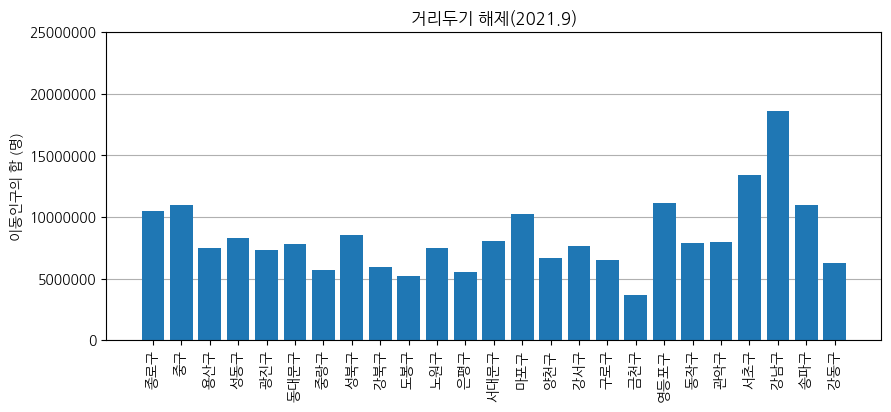 거리두기 해제(2021.9)
이동인구의 합 (명)
25000000
20000000
15000000
10000000
5000000
0
종로구
중구
용산구
성동구
광진구
동대문구
중랑구
성북구
강북구
도봉구
노원구
은평구
서대문구
마포구
양천구
강서구
구로구
금천구
영등포구
동작구
관악구
서초구
강남구
송파구
강동구